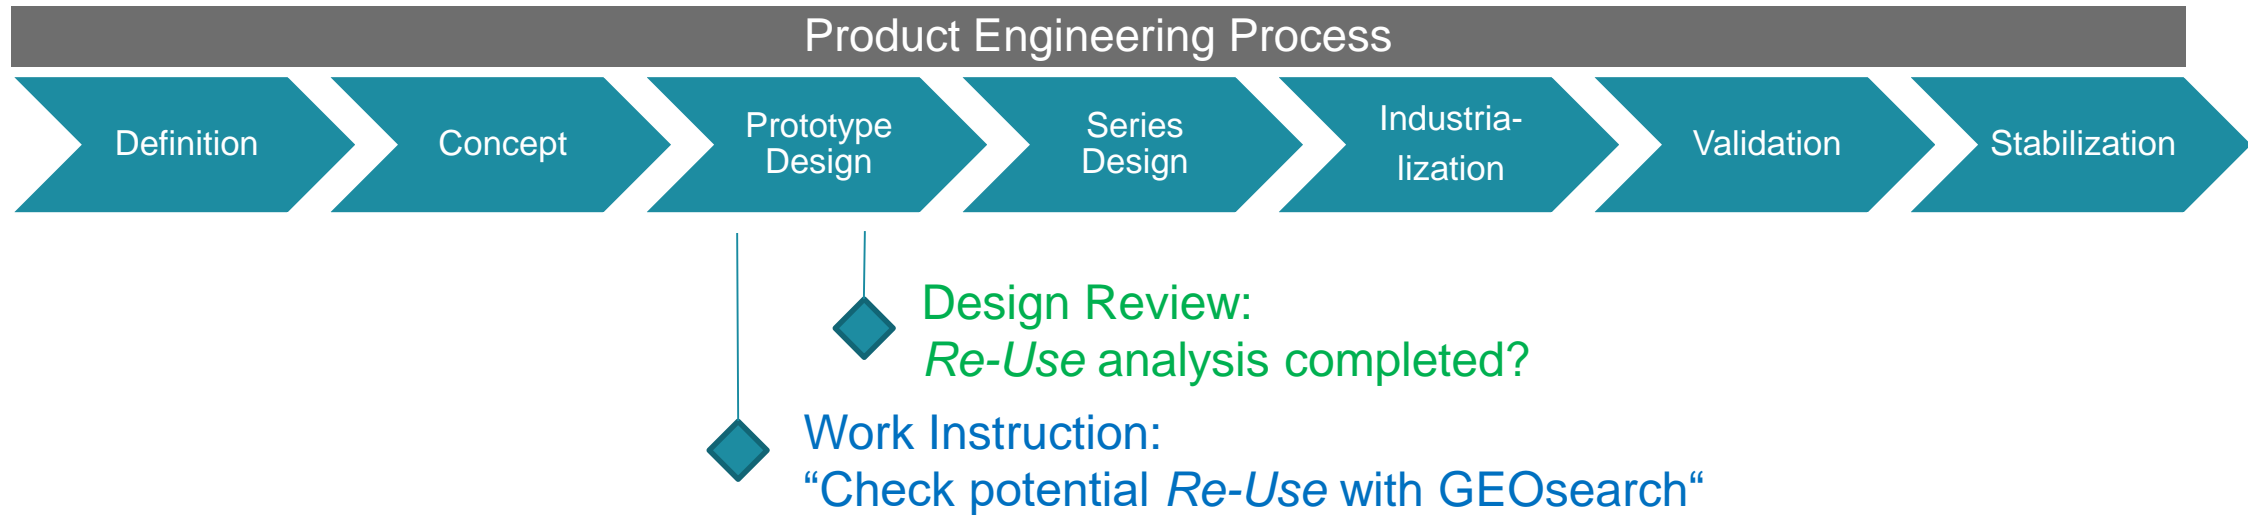 Product Engineering Process
Definition
Concept
Prototype
Design
Series
Design
Industria-
lization
Validation
Stabilization
Design Review:
Re-Use analysis completed?
Work Instruction:
“Check potential Re-Use with GEOsearch“